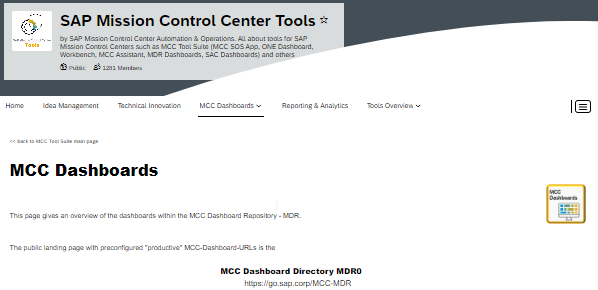 SAP Mission Control Center Tools ☆
by SAP Mission Control Center Automation & Operations. All about tools for SAP
Mission Control Centers such as MCC Tool Suite (MCC SOS App, ONE Dashboard,
Workbench, MCC Assistant, MDR Dashboards, SAC Dashboards) and others
Public 1281 Members
Tools
Home Idea Management Technical Innovation MCC Dashboards Reporting & Analytics Tools Overview
<< back to MCC Tool Suite main page
MCC Dashboards
MCC
Dashboards
This page gives an overview of the dashboards within the MCC Dashboard Repository - MDR.
The public landing page with preconfigured "productive" MCC-Dashboard-URLs is the
MCC Dashboard Directory MDR0
https://go.sap.corp/MCC-MDR